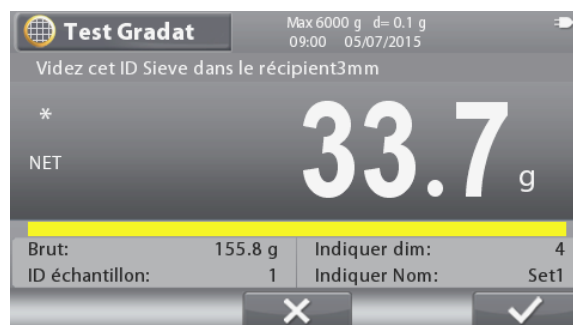 Test Gradat
Max 6000 g d= 0.1 g
09:00 05/07/2015
Videz cet ID Sieve dans le récipient3mm
*
NET
33.7 g
Brut: 155.8 g
Indiquer dim: 4
ID échantillon: 1
Indiquer Nom: Set1